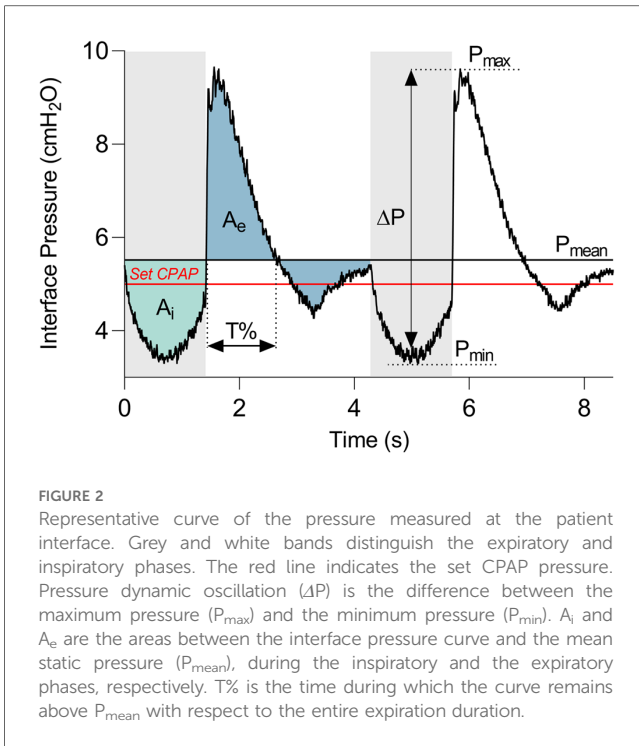 10
8
6
4
Interface Pressure (cmH₂O)
Pmax
Ae
ΔP
Pmean
Set CPAP
Ai
T%
Pmin
0 2 4 6 8
Time (s)
FIGURE 2
Representative curve of the pressure measured at the patient
interface. Grey and white bands distinguish the expiratory and
inspiratory phases. The red line indicates the set CPAP pressure.
Pressure dynamic oscillation (ΔP) is the difference between the
maximum pressure (Pmax) and the minimum pressure (Pmin). Ai and
Ae are the areas between the interface pressure curve and the mean
static pressure (Pmean), during the inspiratory and the expiratory
phases, respectively. T% is the time during which the curve remains
above Pmean with respect to the entire expiration duration.